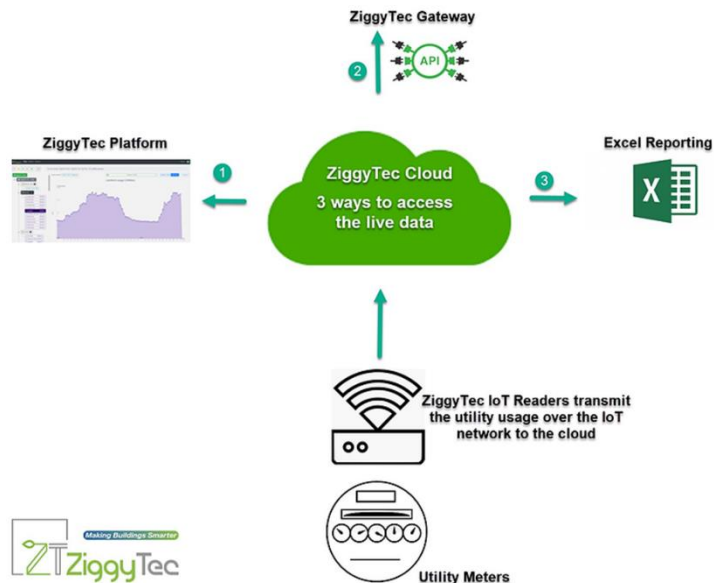 ZiggyTec Gateway
2
API
ZiggyTec Platform
Excel Reporting
1
ZiggyTec Cloud
3 ways to access
the live data
3
X
ZiggyTec IoT Readers transmit
the utility usage over the IoT
network to the cloud
Making Buildings Smarter
ZT ZiggyTec
Utility Meters